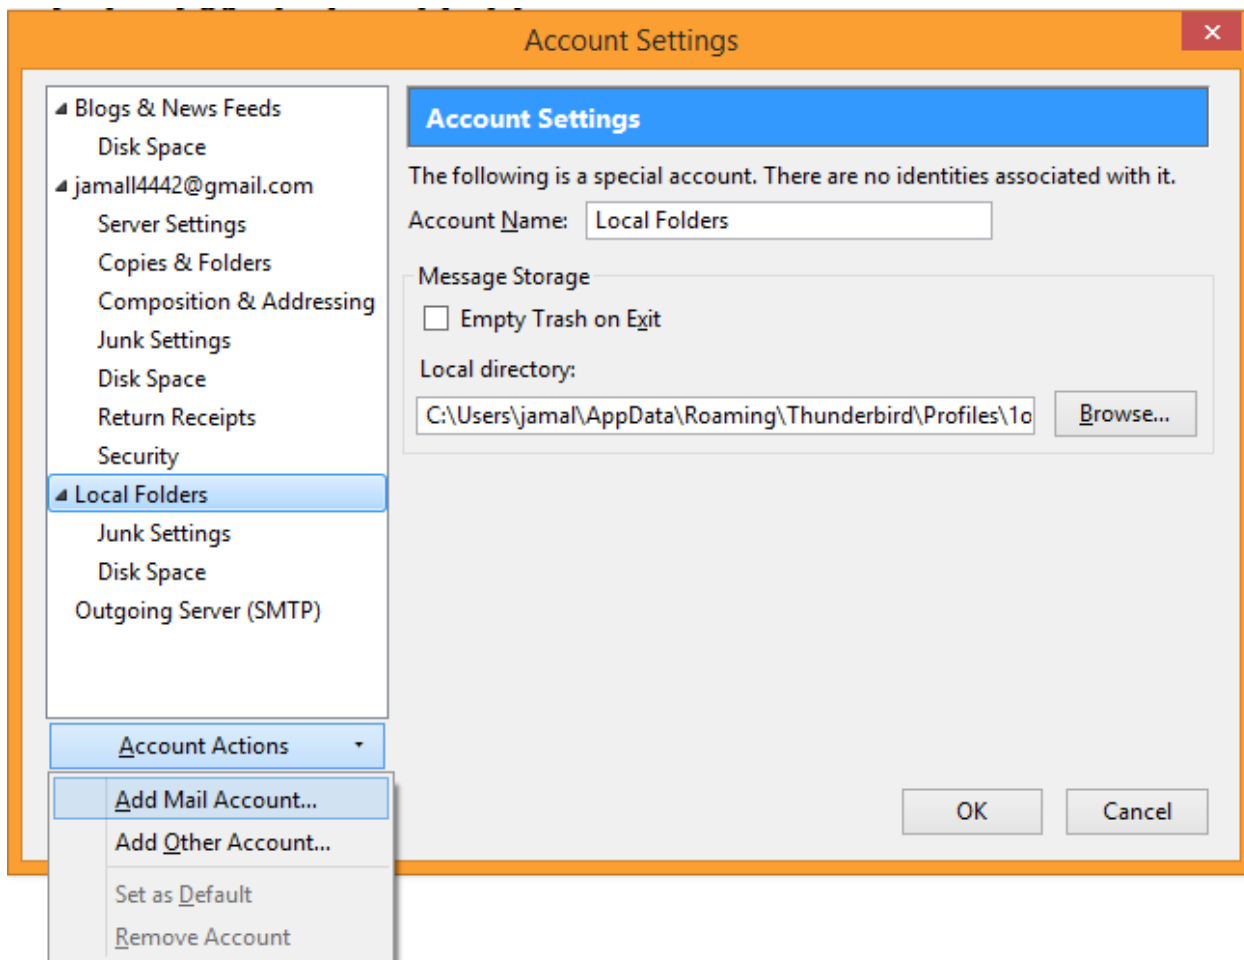 Account Settings
Blogs & News Feeds
Disk Space
jamall4442@gmail.com
Server Settings
Copies & Folders
Composition & Addressing
Junk Settings
Disk Space
Return Receipts
Security
Local Folders
Junk Settings
Disk Space
Outgoing Server (SMTP)
Account Actions
Add Mail Account...
Add Other Account...
Set as Default
Remove Account
Account Settings
The following is a special account. There are no identities associated with it.
Account Name: Local Folders
Message Storage
Empty Trash on Exit
Local directory:
C:\Users\jamal\AppData\Roaming\Thunderbird\Profiles\1o Browse...
OK Cancel